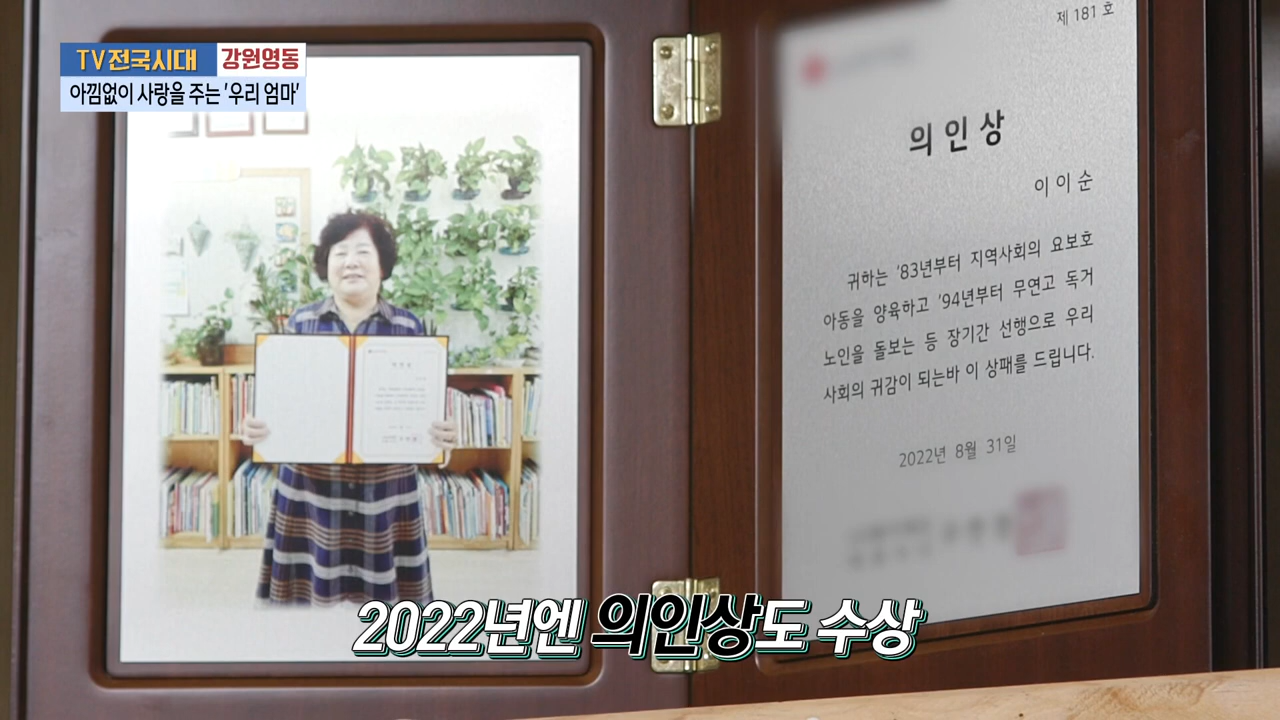 TV전국시대 강원영동
아낌없이 사랑을 주는 '우리 엄마'
제 181 호
의인상
이이순
귀하는 '83년부터 지역사회의 요보호
아동을 양육하고 '94년부터 무연고 독거
노인을 돌보는 등 장기간 선행으로 우리
사회의 귀감이 되는바 이 상패를 드립니다.
2022년 8월 31일
2022년엔 의인상도 수상